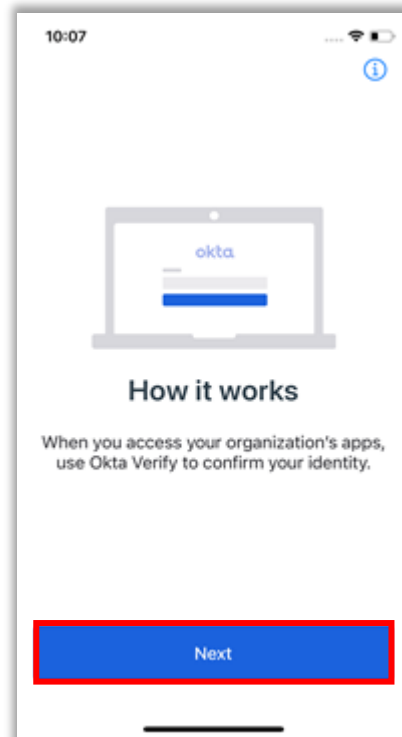 10:07
okta
How it works
When you access your organization's apps,
use Okta Verify to confirm your identity.
Next